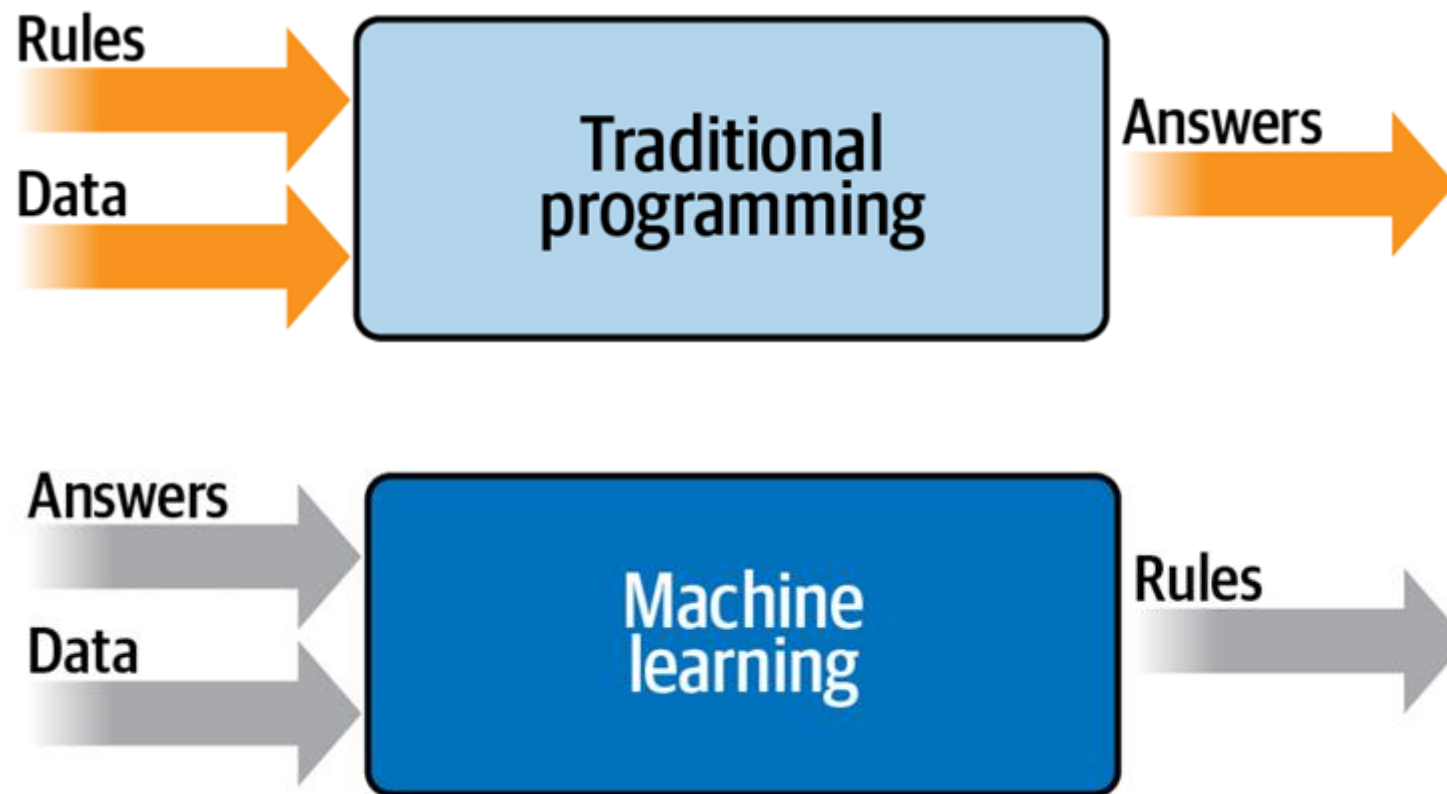 Rules
Data
Traditional
programming
Answers
Answers
Data
Machine
learning
Rules